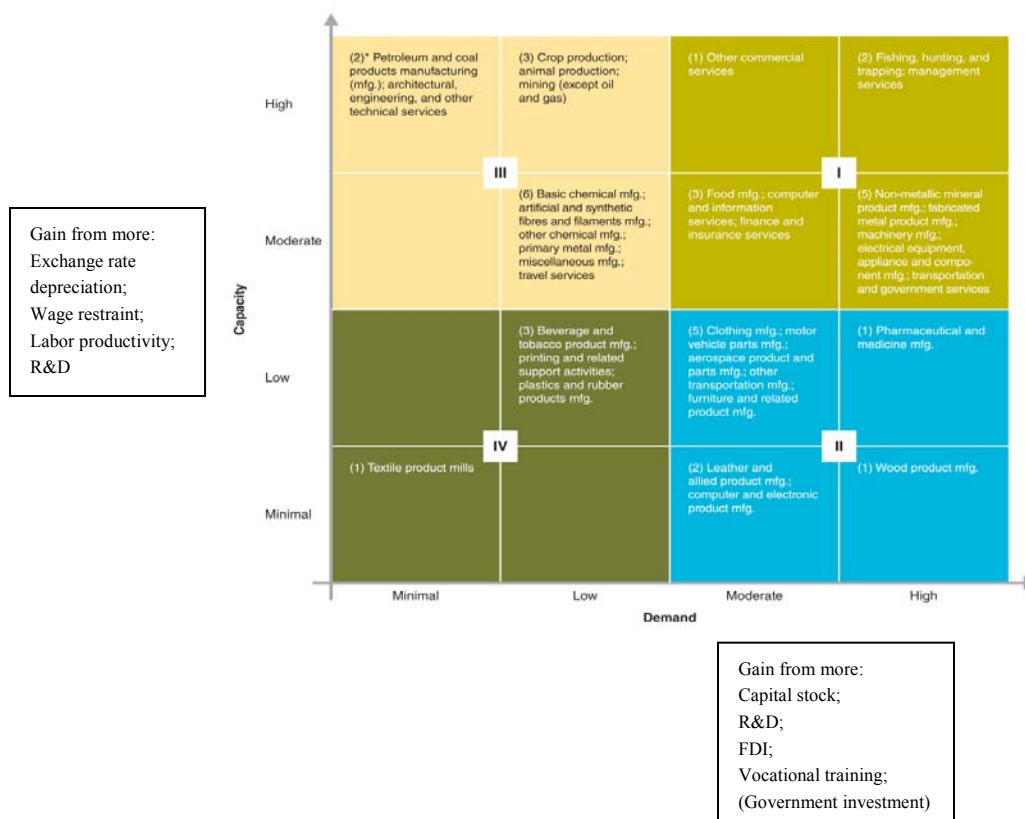 (2)* Petroleum and coal
products manufacturing
(mfg.); architectural,
engineering, and other
technical services
(3) Crop production;
animal production;
mining (except oil
and gas)
(1) Other commercial
services
(2) Fishing, hunting, and
trapping; management
services
High
III
I
(6) Basic chemical mfg.;
artificial and synthetic
fibres and filaments mfg.;
other chemical mfg.;
primary metal mfg.;
miscellaneous mfg.;
travel services
(3) Food mfg.; computer
and information
services; finance and
insurance services
(5) Non-metallic mineral
product mfg.; fabricated
metal product mfg.;
machinery mfg.;
electrical equipment,
appliance and compo-
nent mfg.; transportation
and government services
Moderate
Gain from more:
Exchange rate
depreciation;
Wage restraint;
Labor productivity;
R&D
Capacity
(3) Beverage and
tobacco product mfg.;
printing and related
support activities;
plastics and rubber
products mfg.
(5) Clothing mfg.; motor
vehicle parts mfg.;
aerospace product and
parts mfg.; other
transportation mfg.;
furniture and related
product mfg.
(1) Pharmaceutical and
medicine mfg.
Low
IV
II
(1) Textile product mills
(2) Leather and
allied product mfg.;
computer and electronic
product mfg.
(1) Wood product mfg.
Minimal
Minimal
Low
Moderate
High
Demand
Gain from more:
Capital stock;
R&D;
FDI;
Vocational training;
(Government investment)